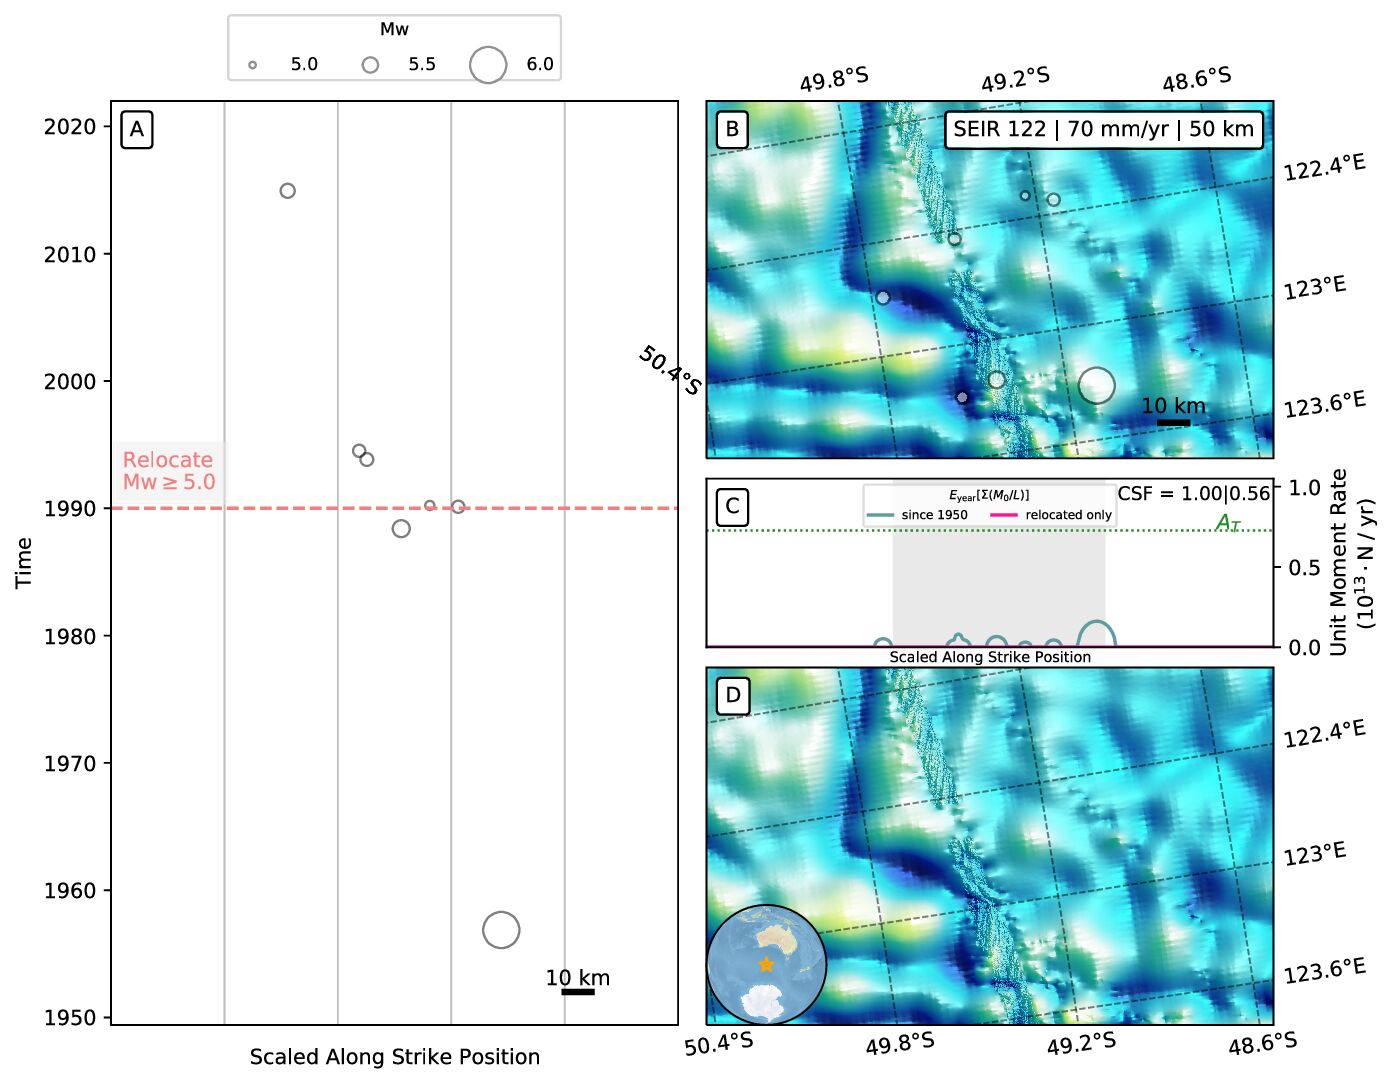 Mw
5.0 5.5 6.0
A
2020
2010
2000
1990
1980
1970
1960
1950
Time
Relocate
Mw ≥ 5.0
10 km
Scaled Along Strike Position
49.8°S 49.2°S 48.6°S
B
SEIR 122 | 70 mm/yr | 50 km
122.4°E
123°E
123.6°E
50.4°S
10 km
C
E_year[Σ(M₀/L)]
since 1950 relocated only
CSF = 1.00|0.56
A_T
1.0
0.5
0.0
Unit Moment Rate
(10¹³ · N / yr)
Scaled Along Strike Position
D
122.4°E
123°E
123.6°E
50.4°S 49.8°S 49.2°S 48.6°S